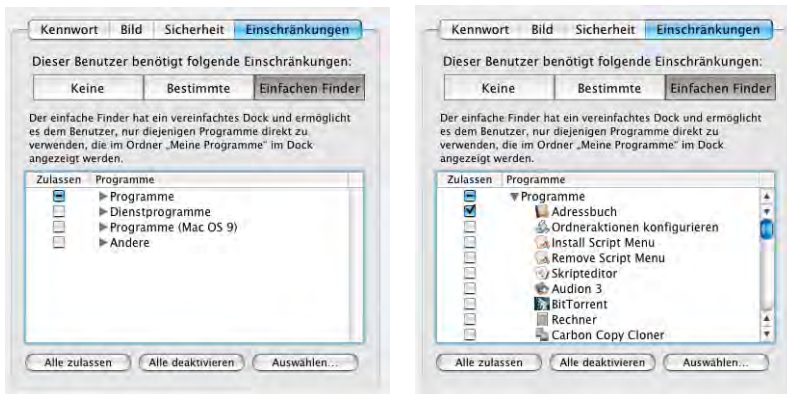 Kennwort Bild Sicherheit Einschränkungen
Dieser Benutzer benötigt folgende Einschränkungen:
Keine Bestimmte Einfachen Finder
Der einfache Finder hat ein vereinfachtes Dock und ermöglicht
es dem Benutzer, nur diejenigen Programme direkt zu
verwenden, die im Ordner „Meine Programme“ im Dock
angezeigt werden.
Zulassen Programme
Programme
Dienstprogramme
Programme (Mac OS 9)
Andere
Alle zulassen Alle deaktivieren Auswählen...
Kennwort Bild Sicherheit Einschränkungen
Dieser Benutzer benötigt folgende Einschränkungen:
Keine Bestimmte Einfachen Finder
Der einfache Finder hat ein vereinfachtes Dock und ermöglicht
es dem Benutzer, nur diejenigen Programme direkt zu
verwenden, die im Ordner „Meine Programme“ im Dock
angezeigt werden.
Zulassen Programme
Programme
Adressbuch
Ordneraktionen konfigurieren
Install Script Menu
Remove Script Menu
Skripteditor
Audion 3
BitTorrent
Rechner
Carbon Copy Cloner
Alle zulassen Alle deaktivieren Auswählen...